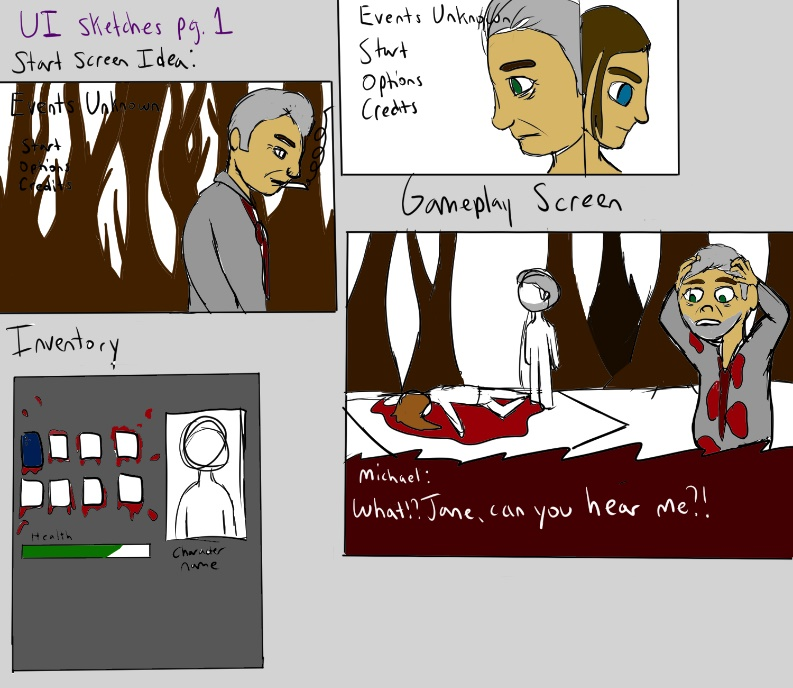 UI Sketches pg. 1
Start Screen Idea:
Events Unknown
Start
Options
Credits
Events Unknown
Start
Options
Credits
Gameplay Screen
Michael:
What!? Jane, can you hear me?!
Inventory
Health
Character
name